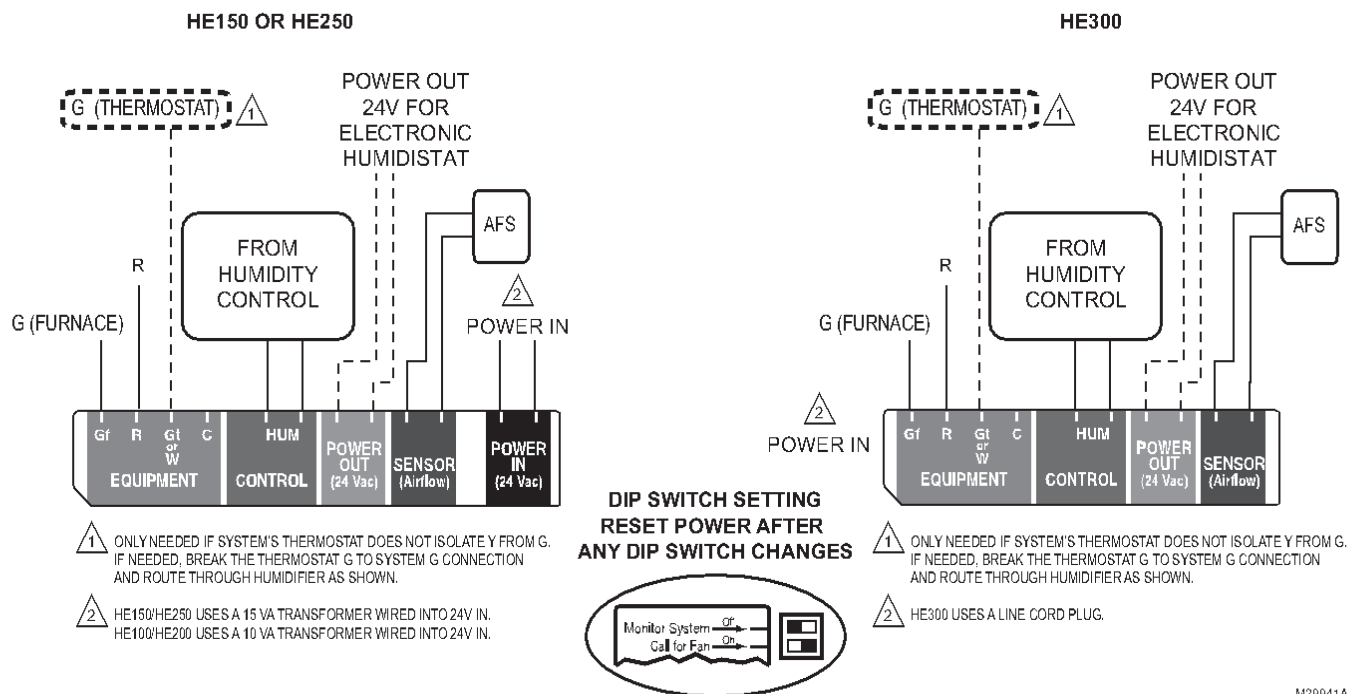 HE150 OR HE250
G (THERMOSTAT)
1
POWER OUT
24V FOR
ELECTRONIC
HUMIDISTAT
AFS
FROM
HUMIDITY
CONTROL
R
G (FURNACE)
2
POWER IN
Gf R Gt or W C
EQUIPMENT
HUM
CONTROL
POWER
OUT
(24 Vac)
SENSOR
(Airflow)
POWER
IN
(24 Vac)
1 ONLY NEEDED IF SYSTEM'S THERMOSTAT DOES NOT ISOLATE Y FROM G.
IF NEEDED, BREAK THE THERMOSTAT G TO SYSTEM G CONNECTION
AND ROUTE THROUGH HUMIDIFIER AS SHOWN.
2 HE150/HE250 USES A 15 VA TRANSFORMER WIRED INTO 24V IN.
HE100/HE200 USES A 10 VA TRANSFORMER WIRED INTO 24V IN.
DIP SWITCH SETTING
RESET POWER AFTER
ANY DIP SWITCH CHANGES
Monitor System Off
Call for Fan On
HE300
G (THERMOSTAT)
1
POWER OUT
24V FOR
ELECTRONIC
HUMIDISTAT
AFS
FROM
HUMIDITY
CONTROL
R
G (FURNACE)
2
POWER IN
Gf R Gt or W C
EQUIPMENT
HUM
CONTROL
POWER
OUT
(24 Vac)
SENSOR
(Airflow)
1 ONLY NEEDED IF SYSTEM'S THERMOSTAT DOES NOT ISOLATE Y FROM G.
IF NEEDED, BREAK THE THERMOSTAT G TO SYSTEM G CONNECTION
AND ROUTE THROUGH HUMIDIFIER AS SHOWN.
2 HE300 USES A LINE CORD PLUG.
M29941A